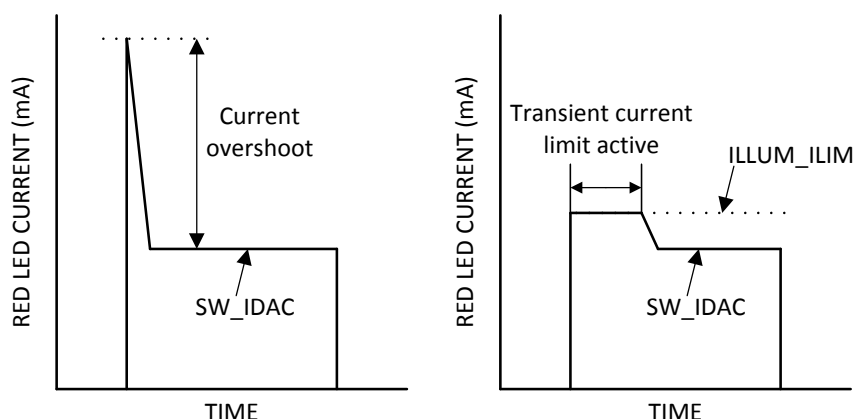 RED LED CURRENT (mA)
Current
overshoot
SW_IDAC
TIME
RED LED CURRENT (mA)
Transient current
limit active
ILLUM_ILIM
SW_IDAC
TIME